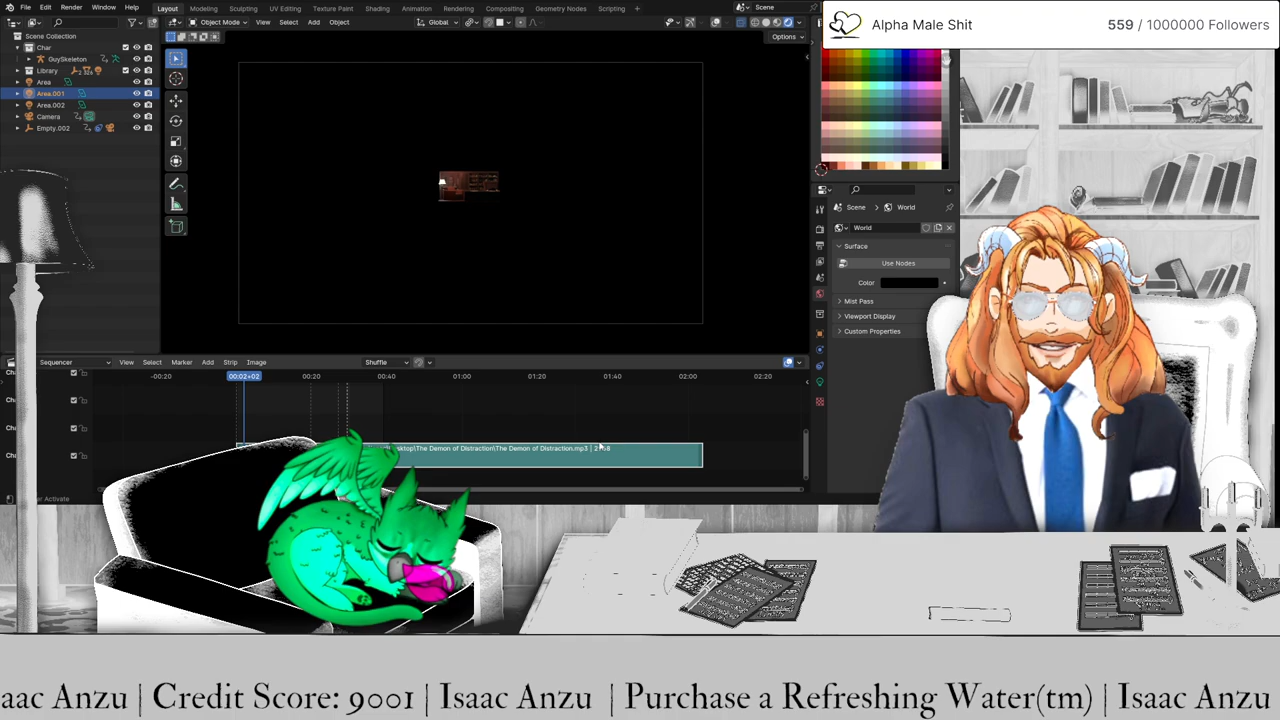 File Edit Render Window Help Layout Modeling Sculpting UV Editing Texture Paint Shading Animation Rendering Compositing Geometry Nodes Scripting Scene
Object Mode View Select Add Object Global
Options
Scene Collection
Char
GuySkeleton
Library
Area
Area.001
Area.002
Camera
Empty.002
Alpha Male Shit 559 / 1000000 Followers
Scene World
World
Surface
Use Nodes
Color
Mist Pass
Viewport Display
Custom Properties
Sequencer View Select Marker Add Strip Image Shuffle
-00:20 00:02+02 00:20 00:40 01:00 01:20 01:40 02:00 02:20
\The Demon of Distraction\The Demon of Distraction.mp3 |
Activate
aac Anzu | Credit Score: 9001 | Isaac Anzu | Purchase a Refreshing Water(tm) | Isaac Anzu